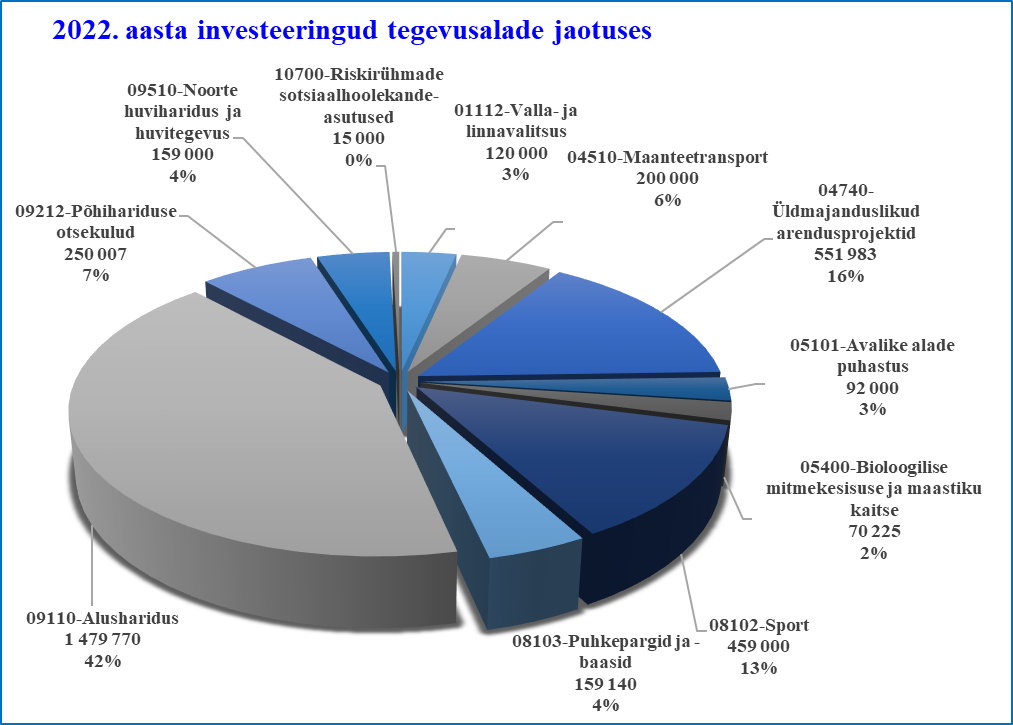 2022. aasta investeeringud tegevusalade jaotuses
10700-Riskirühmade
sotsiaalhoolekande-
asutused
15 000
0%
09510-Noorte
huviharidus ja
huvitegevus
159 000
4%
01112-Valla- ja
linnavalitsus
120 000
3%
04510-Maanteetransport
200 000
6%
04740-
Üldmajanduslikud
arendusprojektid
551 983
16%
09212-Põhihariduse
otsekulud
250 007
7%
05101-Avalike alade
puhastus
92 000
3%
05400-Bioloogilise
mitmekesisuse ja maastiku
kaitse
70 225
2%
09110-Alusharidus
1 479 770
42%
08103-Puhkepargid ja -
baasid
159 140
4%
08102-Sport
459 000
13%